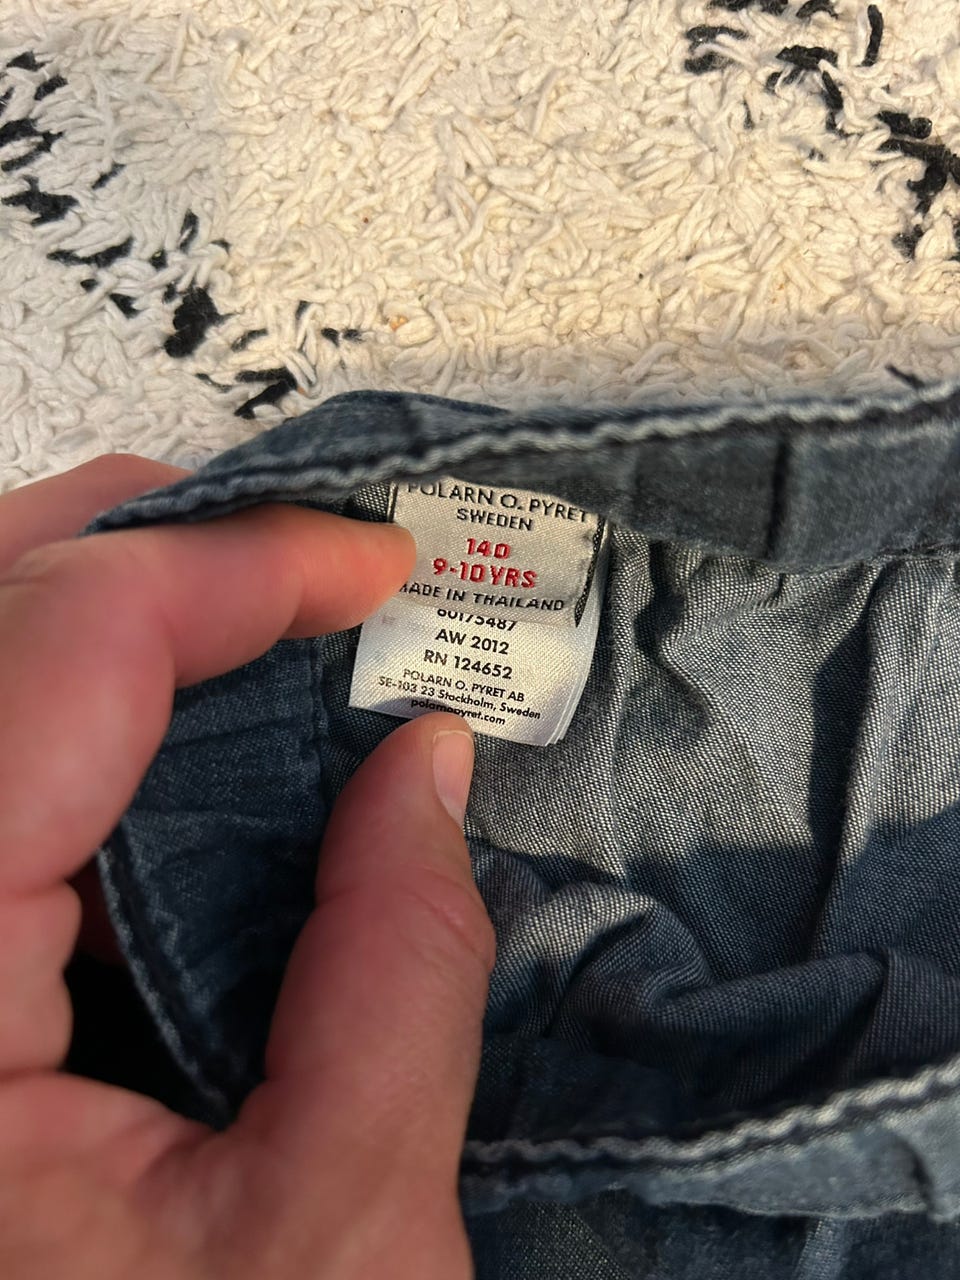 POLARN O. PYRET
SWEDEN
140
9-10 YRS
MADE IN THAILAND
60175487
AW 2012
RN 124652
POLARN O. PYRET AB
SE-103 23 Stockholm, Sweden
polarnopyret.com